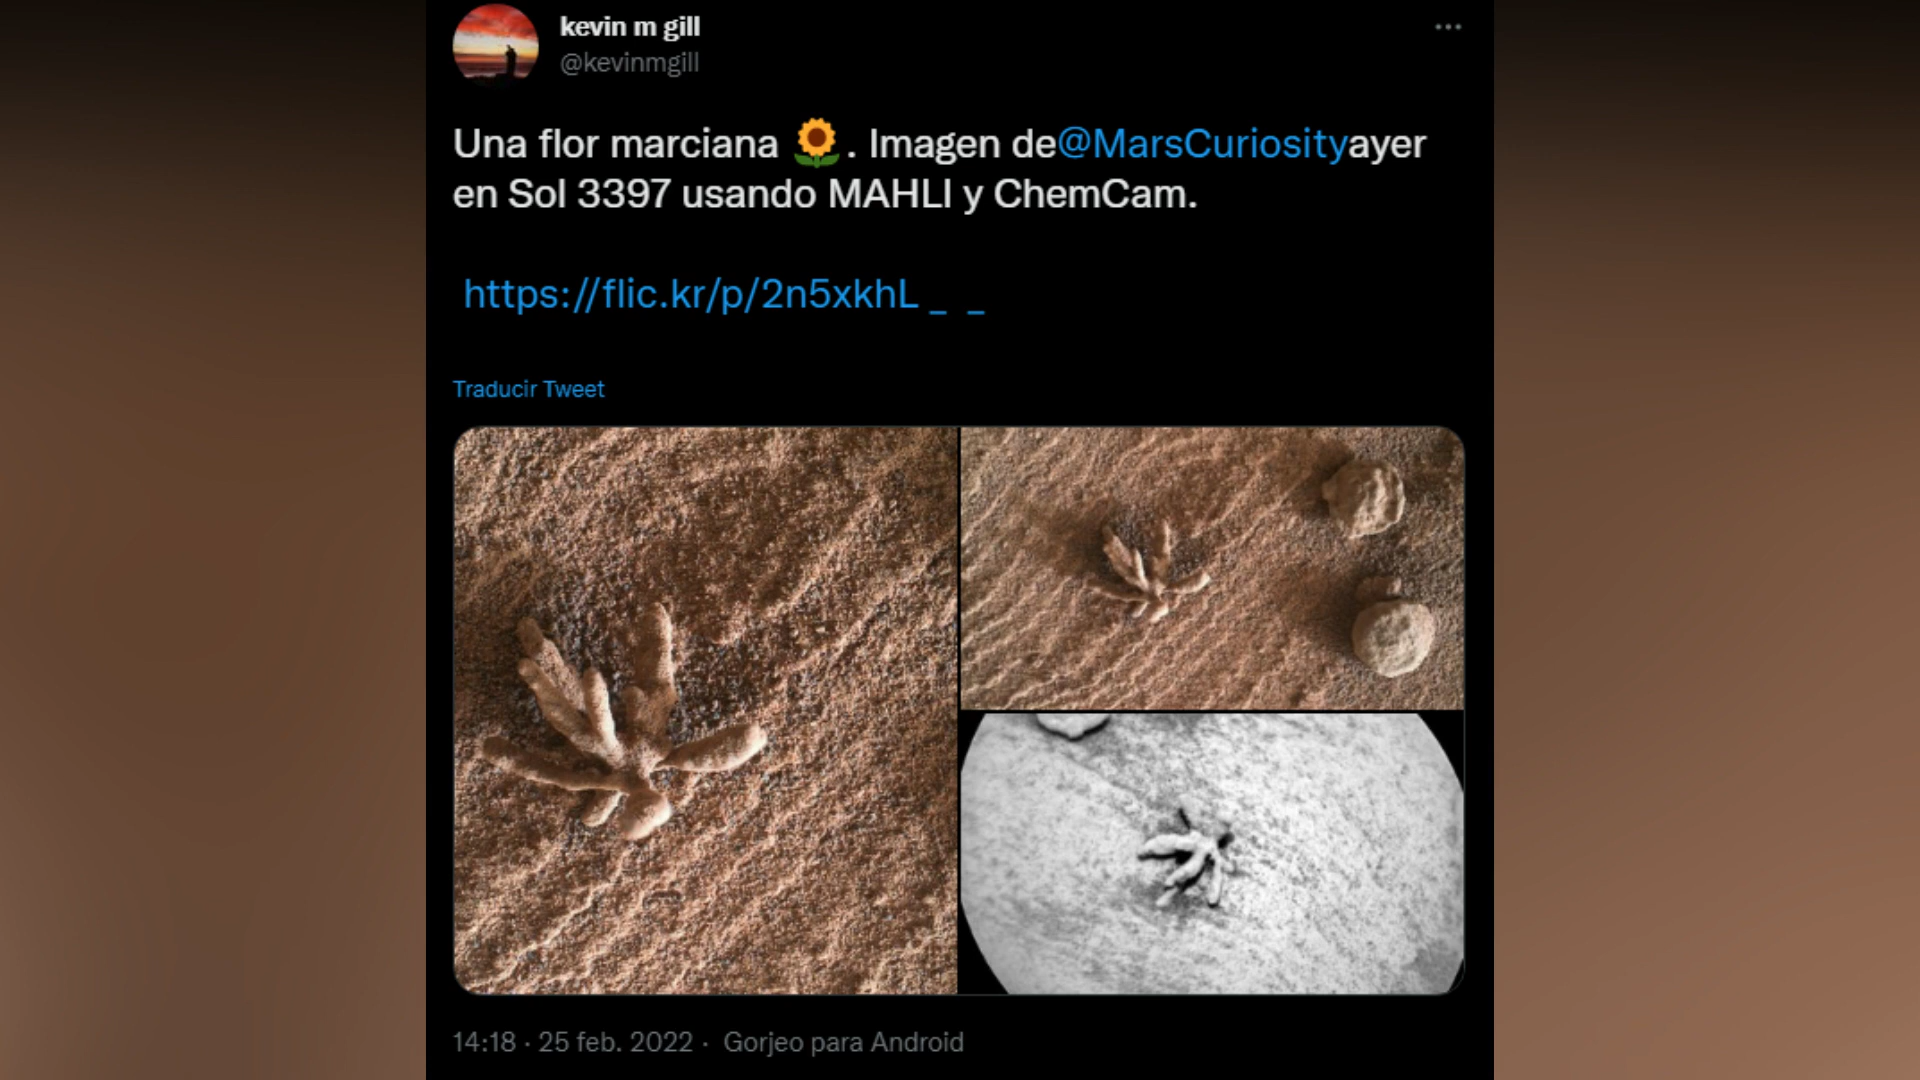 kevin m gill
@kevinmgill
Una flor marciana 🌻. Imagen de@MarsCuriosityayer
en Sol 3397 usando MAHLI y ChemCam.
https://flic.kr/p/2n5xkhL _ _
Traducir Tweet
14:18 · 25 feb. 2022 · Gorjeo para Android